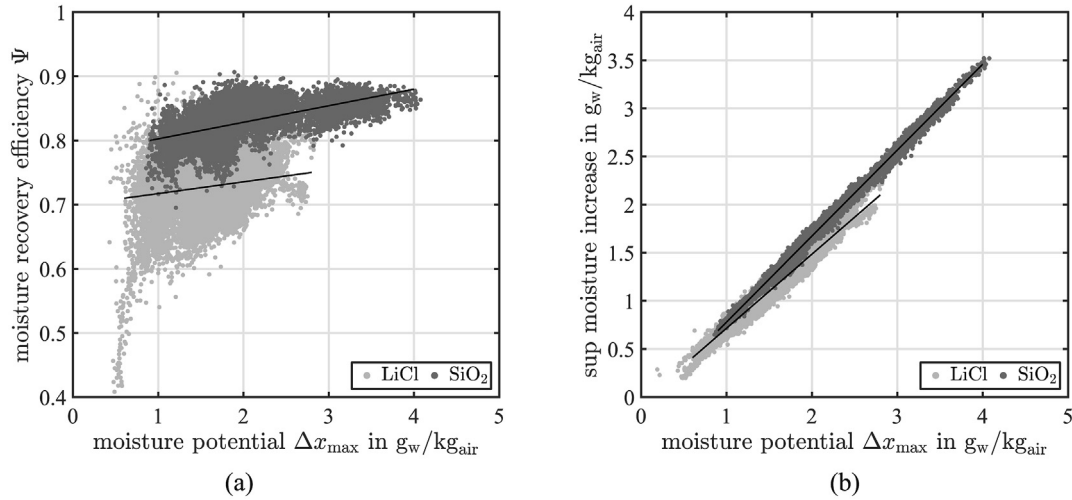 1
0.9
0.8
0.7
0.6
0.5
0.4
moisture recovery efficiency Ψ
LiCl SiO₂
0 1 2 3 4 5
moisture potential Δx_max in g_w/kg_air
(a)
4
3.5
3
2.5
2
1.5
1
0.5
0
sup moisture increase in g_w/kg_air
LiCl SiO₂
0 1 2 3 4 5
moisture potential Δx_max in g_w/kg_air
(b)